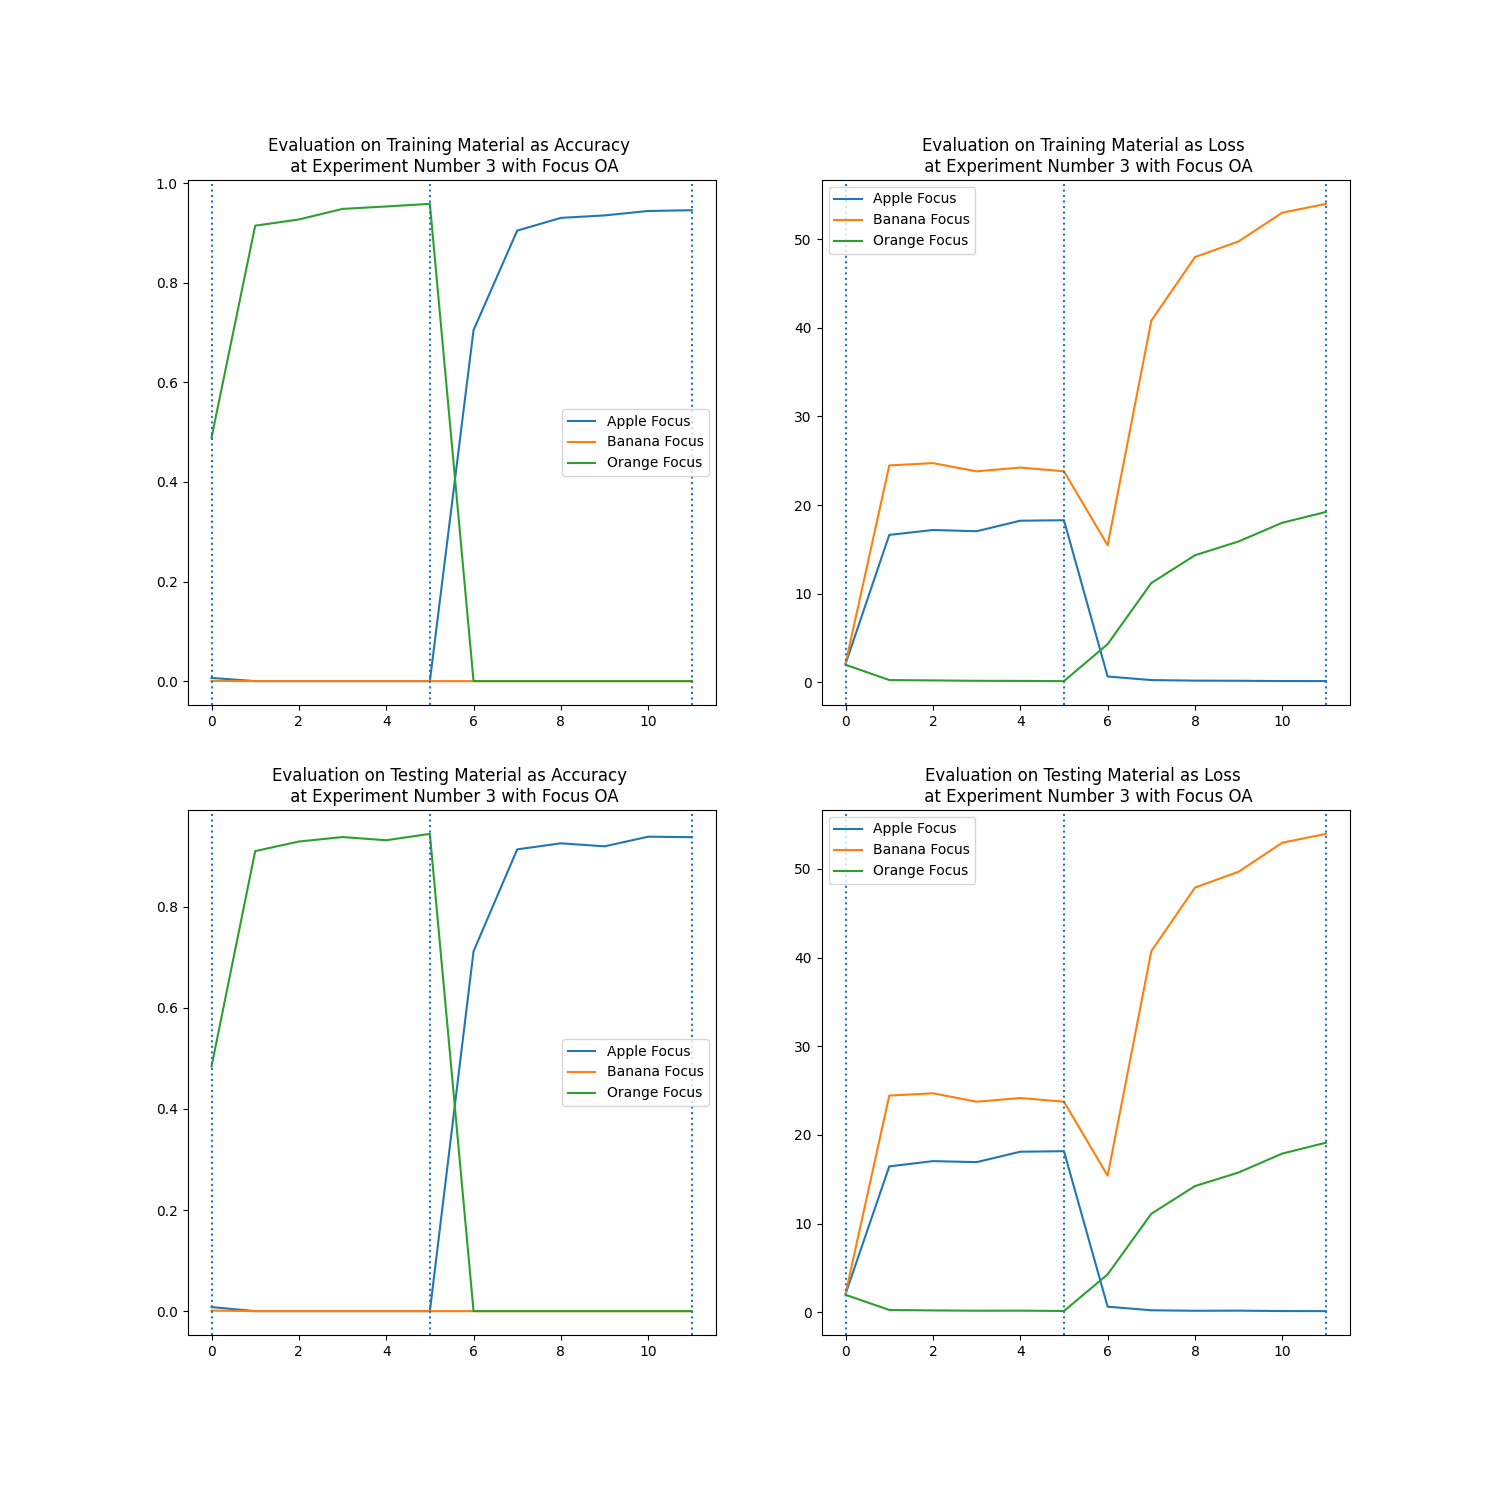 Evaluation on Training Material as Accuracy
at Experiment Number 3 with Focus OA
1.0
0.8
0.6
0.4
0.2
0.0
0 2 4 6 8 10
Apple Focus
Banana Focus
Orange Focus
Evaluation on Training Material as Loss
at Experiment Number 3 with Focus OA
Apple Focus
Banana Focus
Orange Focus
50
40
30
20
10
0
0 2 4 6 8 10
Evaluation on Testing Material as Accuracy
at Experiment Number 3 with Focus OA
0.8
0.6
0.4
0.2
0.0
0 2 4 6 8 10
Apple Focus
Banana Focus
Orange Focus
Evaluation on Testing Material as Loss
at Experiment Number 3 with Focus OA
Apple Focus
Banana Focus
Orange Focus
50
40
30
20
10
0
0 2 4 6 8 10